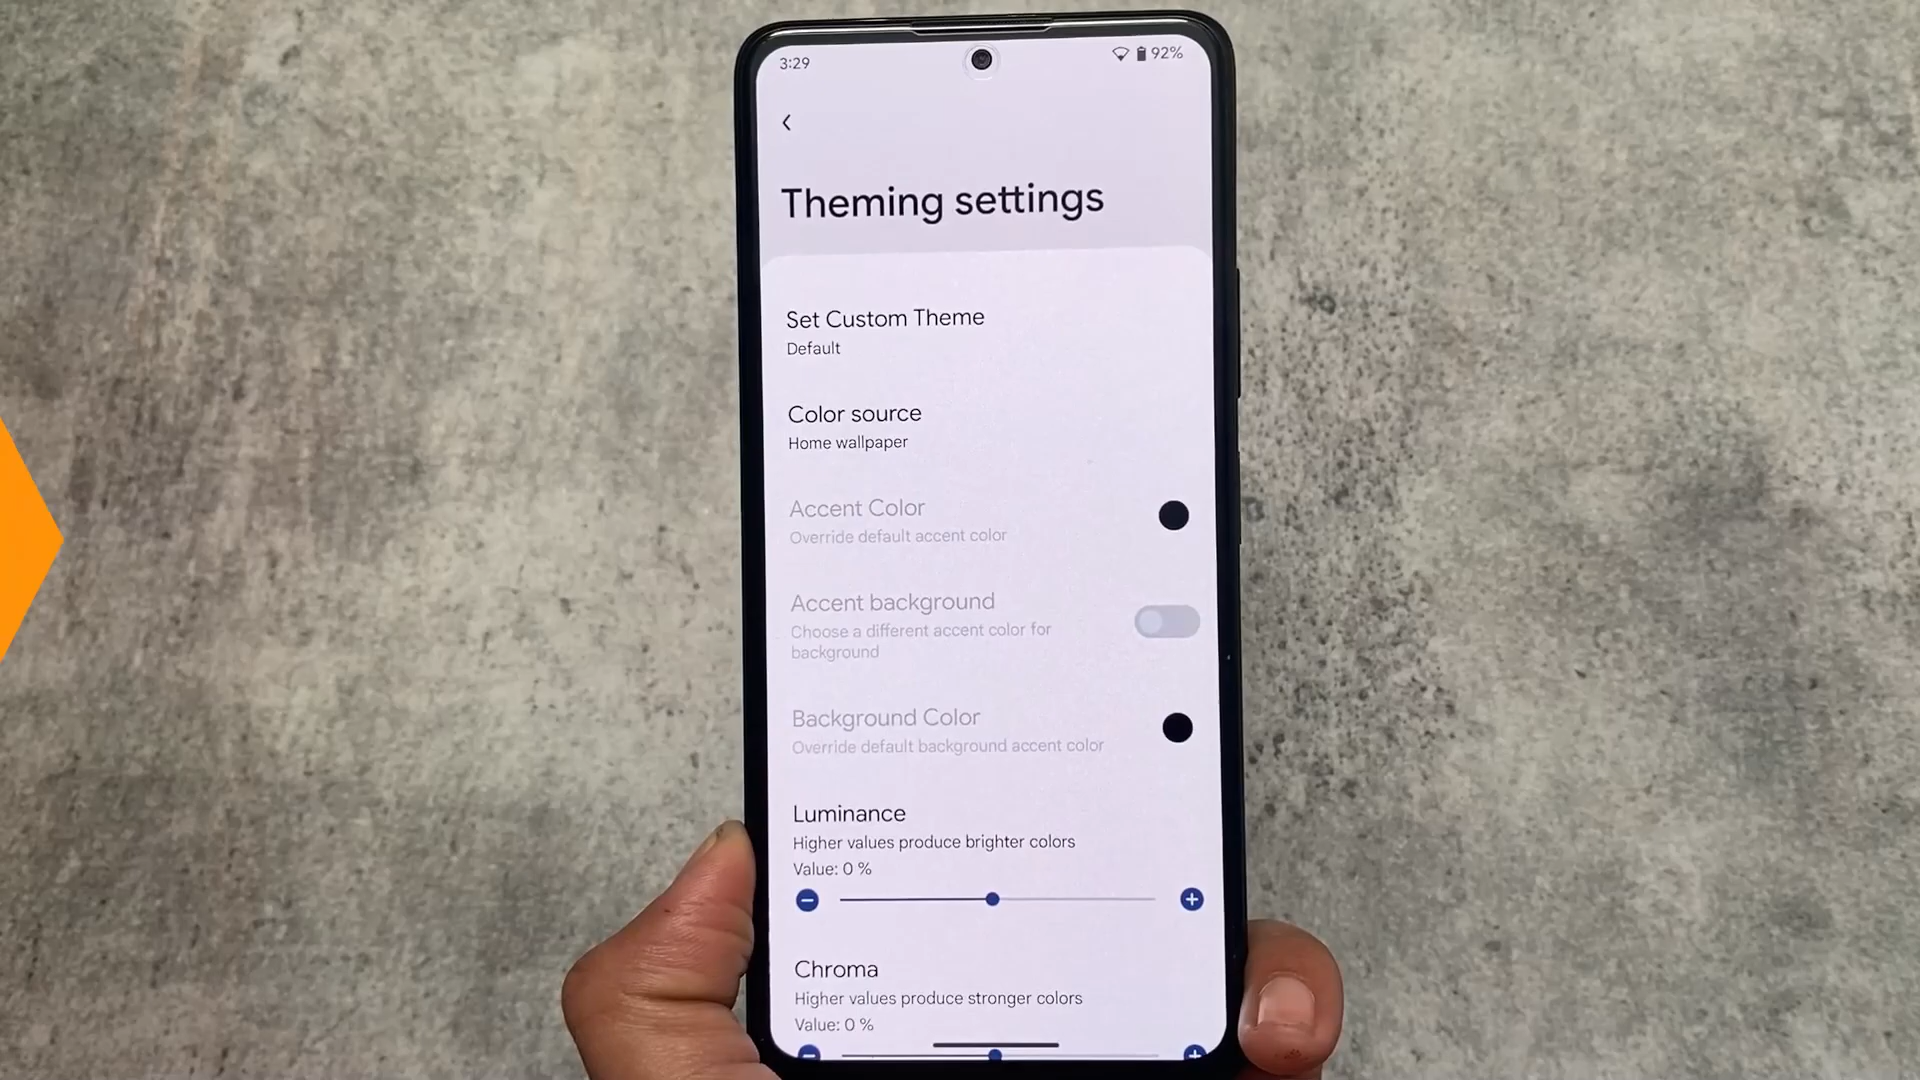 3:29
92%
Theming settings
Set Custom Theme
Default
Color source
Home wallpaper
Accent Color
Override default accent color
Accent background
Choose a different accent color for
background
Background Color
Override default background accent color
Luminance
Higher values produce brighter colors
Value: 0 %
Chroma
Higher values produce stronger colors
Value: 0 %